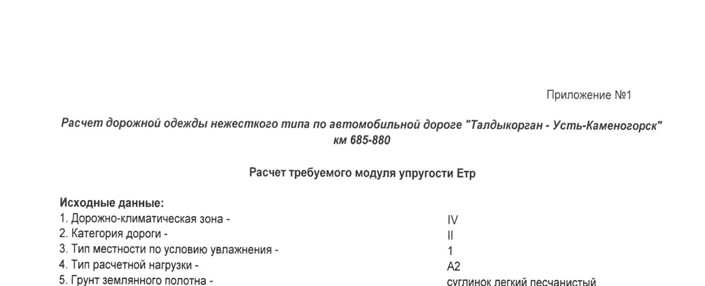 Приложение №1
Расчет дорожной одежды нежесткого типа по автомобильной дороге "Талдыкорган - Усть-Каменогорск"
км 685-880
Расчет требуемого модуля упругости Етр
Исходные данные:
1. Дорожно-климатическая зона - IV
2. Категория дороги - II
3. Тип местности по условию увлажнения - 1
4. Тип расчетной нагрузки - А2
5. Грунт землянного полотна - суглинок легкий песчанистый